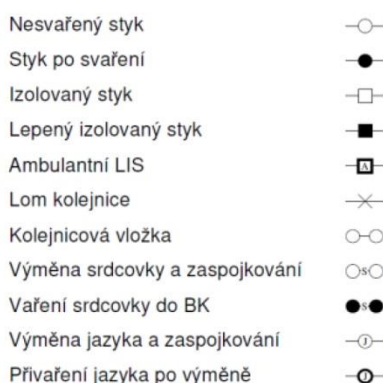 Nesvařený styk
Styk po svaření
Izolovaný styk
Lepený izolovaný styk
Ambulantní LIS A
Lom kolejnice
Kolejnicová vložka
Výměna srdcovky a zaspojkování S
Vaření srdcovky do BK S
Výměna jazyka a zaspojkování J
Přivaření jazyka po výměně J